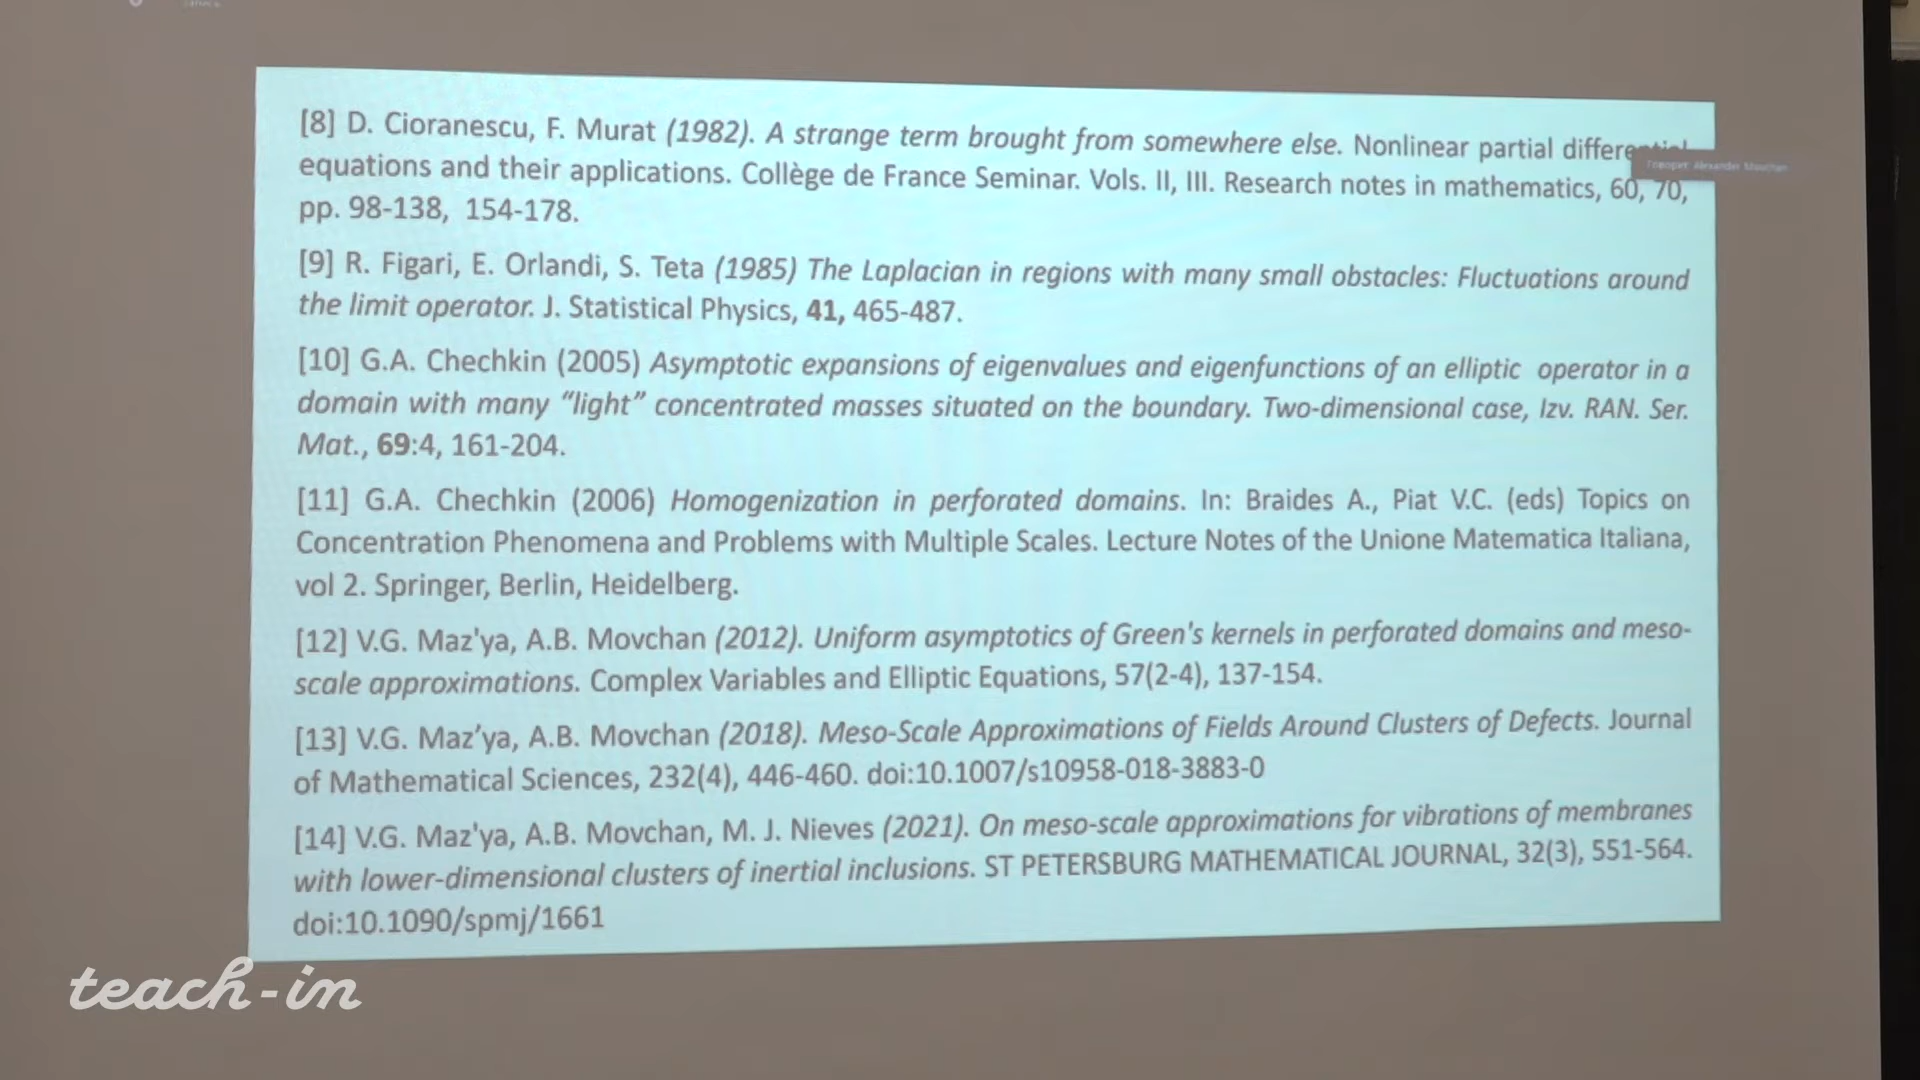 [8] D. Cioranescu, F. Murat (1982). A strange term brought from somewhere else. Nonlinear partial differential
equations and their applications. Collège de France Seminar. Vols. II, III. Research notes in mathematics, 60, 70,
pp. 98-138, 154-178.
[9] R. Figari, E. Orlandi, S. Teta (1985) The Laplacian in regions with many small obstacles: Fluctuations around
the limit operator. J. Statistical Physics, 41, 465-487.
[10] G.A. Chechkin (2005) Asymptotic expansions of eigenvalues and eigenfunctions of an elliptic operator in a
domain with many “light” concentrated masses situated on the boundary. Two-dimensional case, Izv. RAN. Ser.
Mat., 69:4, 161-204.
[11] G.A. Chechkin (2006) Homogenization in perforated domains. In: Braides A., Piat V.C. (eds) Topics on
Concentration Phenomena and Problems with Multiple Scales. Lecture Notes of the Unione Matematica Italiana,
vol 2. Springer, Berlin, Heidelberg.
[12] V.G. Maz'ya, A.B. Movchan (2012). Uniform asymptotics of Green's kernels in perforated domains and meso-
scale approximations. Complex Variables and Elliptic Equations, 57(2-4), 137-154.
[13] V.G. Maz’ya, A.B. Movchan (2018). Meso-Scale Approximations of Fields Around Clusters of Defects. Journal
of Mathematical Sciences, 232(4), 446-460. doi:10.1007/s10958-018-3883-0
[14] V.G. Maz'ya, A.B. Movchan, M. J. Nieves (2021). On meso-scale approximations for vibrations of membranes
with lower-dimensional clusters of inertial inclusions. ST PETERSBURG MATHEMATICAL JOURNAL, 32(3), 551-564.
doi:10.1090/spmj/1661
Говорит: Alexander Movchan
teach-in